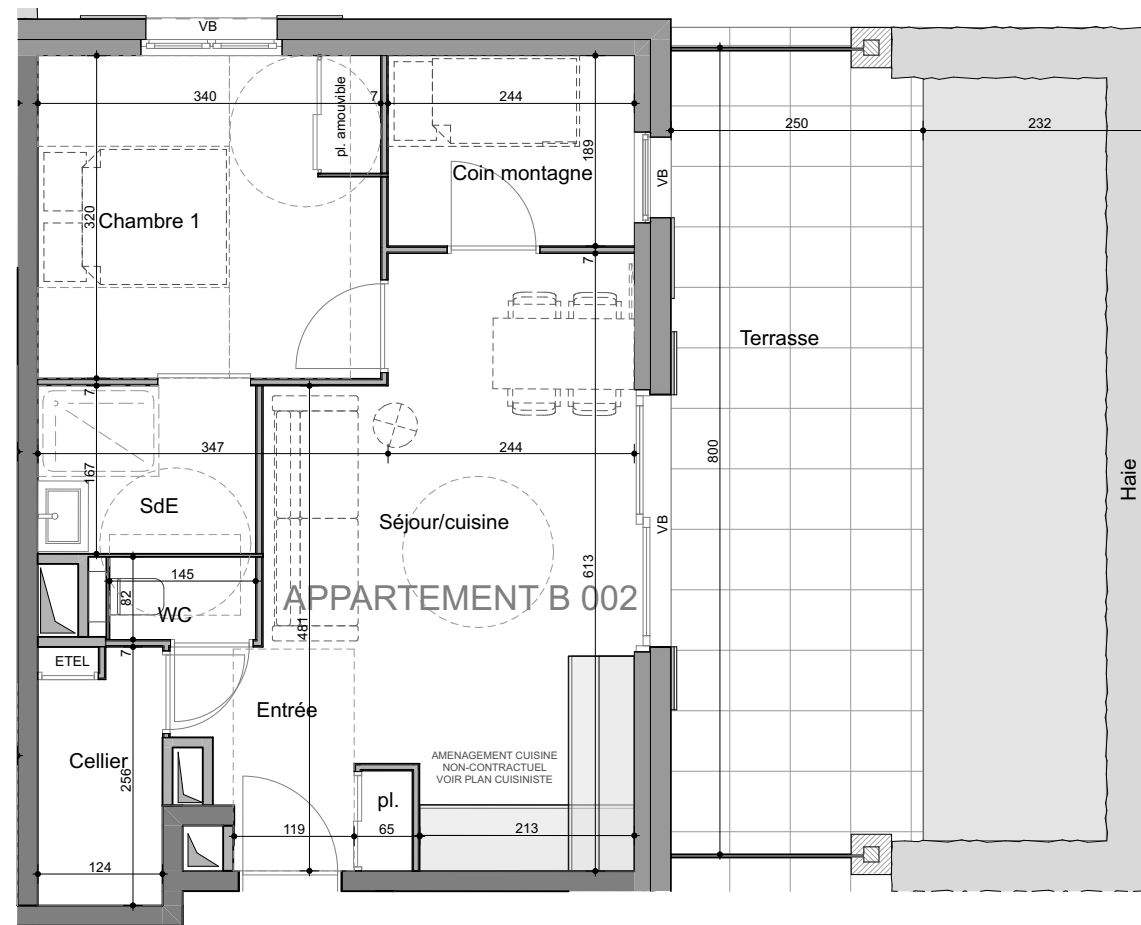 VB
340
7
pl. amouvible
244
189
250
232
Coin montagne
VB
Chambre 1
320
7
Terrasse
7
347
244
800
167
SdE
Séjour/cuisine
VB
Haie
613
145
82
WC
APPARTEMENT B 002
481
ETEL
7
Entrée
Cellier
256
AMENAGEMENT CUISINE
NON-CONTRACTUEL
VOIR PLAN CUISINISTE
pl.
119
65
213
124